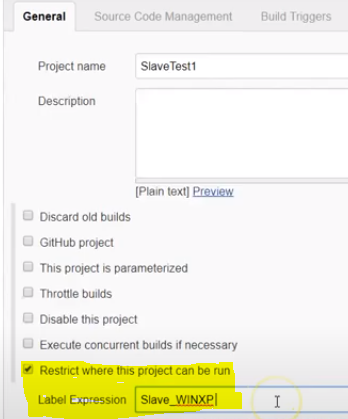 General Source Code Management Build Triggers
Project name SlaveTest1
Description
[Plain text] Preview
Discard old builds
GitHub project
This project is parameterized
Throttle builds
Disable this project
Execute concurrent builds if necessary
Restrict where this project can be run
Label Expression Slave_WINXP